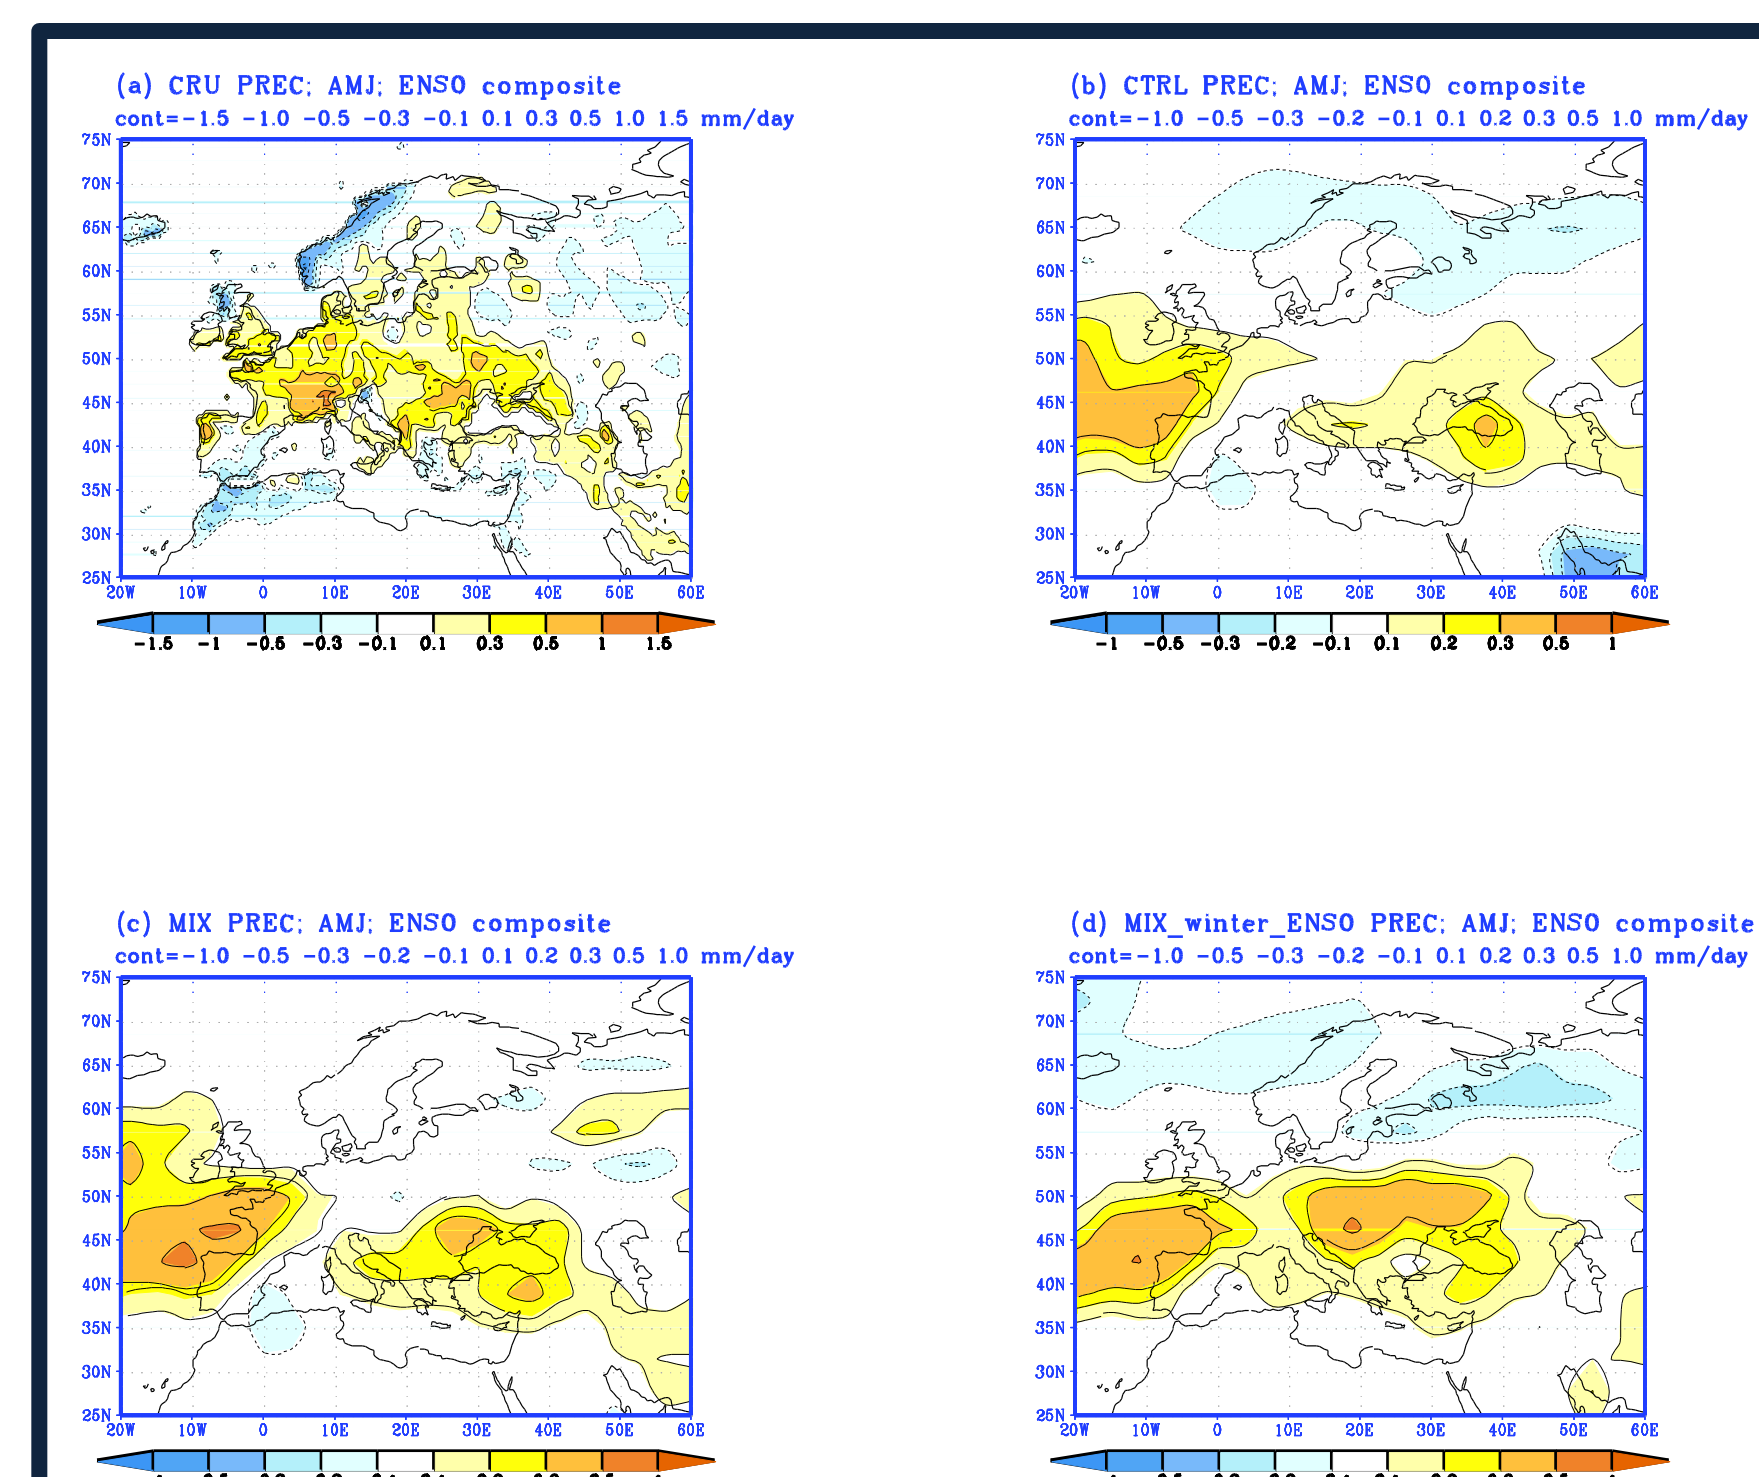 (a) CRU PREC; AMJ; ENSO composite
cont=-1.5 -1.0 -0.5 -0.3 -0.1 0.1 0.3 0.5 1.0 1.5 mm/day
75N
70N
65N
60N
55N
50N
45N
40N
35N
30N
25N
20W 10W 0 10E 20E 30E 40E 50E 60E
-1.5 -1 -0.5 -0.3 -0.1 0.1 0.3 0.5 1 1.5
(b) CTRL PREC; AMJ; ENSO composite
cont=-1.0 -0.5 -0.3 -0.2 -0.1 0.1 0.2 0.3 0.5 1.0 mm/day
75N
70N
65N
60N
55N
50N
45N
40N
35N
30N
25N
20W 10W 0 10E 20E 30E 40E 50E 60E
-1 -0.5 -0.3 -0.2 -0.1 0.1 0.2 0.3 0.5 1
(c) MIX PREC; AMJ; ENSO composite
cont=-1.0 -0.5 -0.3 -0.2 -0.1 0.1 0.2 0.3 0.5 1.0 mm/day
75N
70N
65N
60N
55N
50N
45N
40N
35N
30N
25N
20W 10W 0 10E 20E 30E 40E 50E 60E
(d) MIX_winter_ENSO PREC; AMJ; ENSO composite
cont=-1.0 -0.5 -0.3 -0.2 -0.1 0.1 0.2 0.3 0.5 1.0 mm/day
75N
70N
65N
60N
55N
50N
45N
40N
35N
30N
25N
20W 10W 0 10E 20E 30E 40E 50E 60E